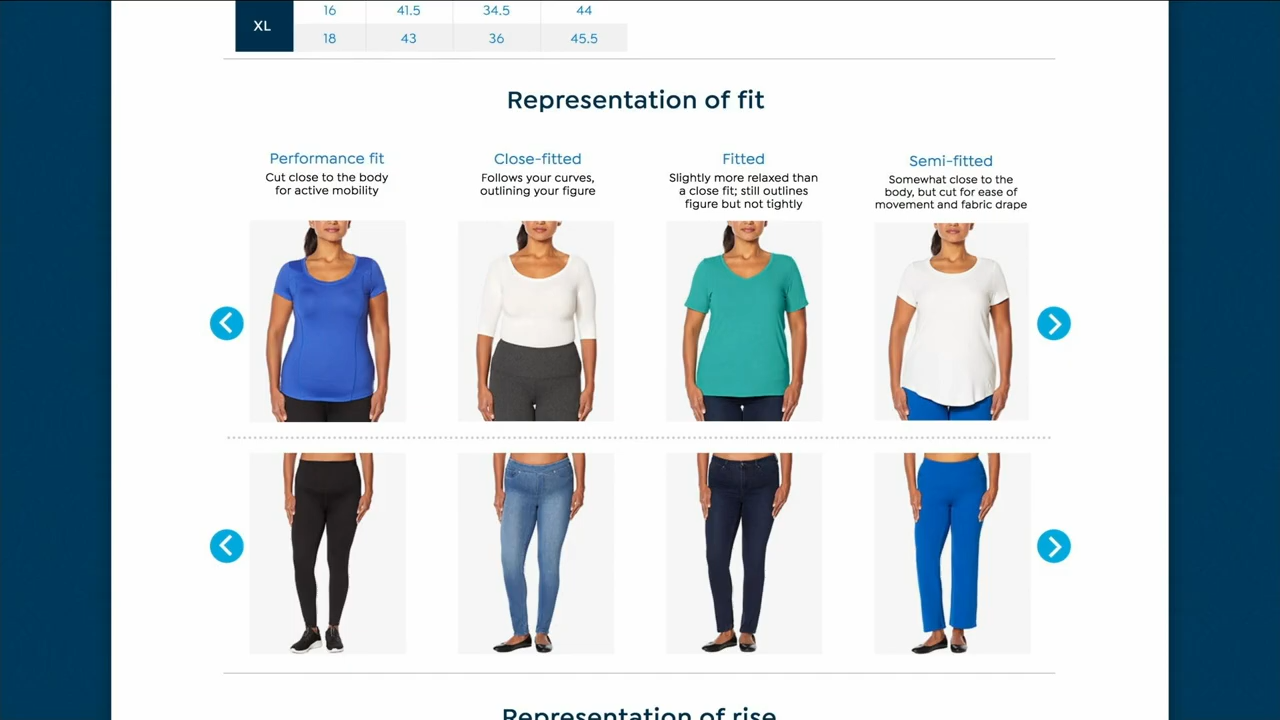 16 41.5 34.5 44
XL
18 43 36 45.5
Representation of fit
Performance fit
Cut close to the body
for active mobility
Close-fitted
Follows your curves,
outlining your figure
Fitted
Slightly more relaxed than
a close fit; still outlines
figure but not tightly
Semi-fitted
Somewhat close to the
body, but cut for ease of
movement and fabric drape
Representation of rise